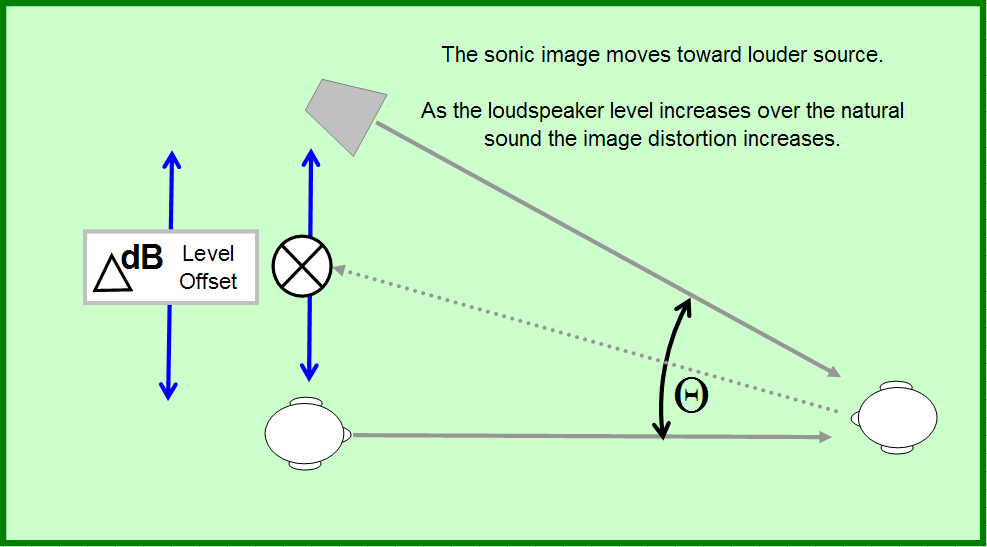 The sonic image moves toward louder source.
As the loudspeaker level increases over the natural
sound the image distortion increases.
△dB Level
Offset
Θ